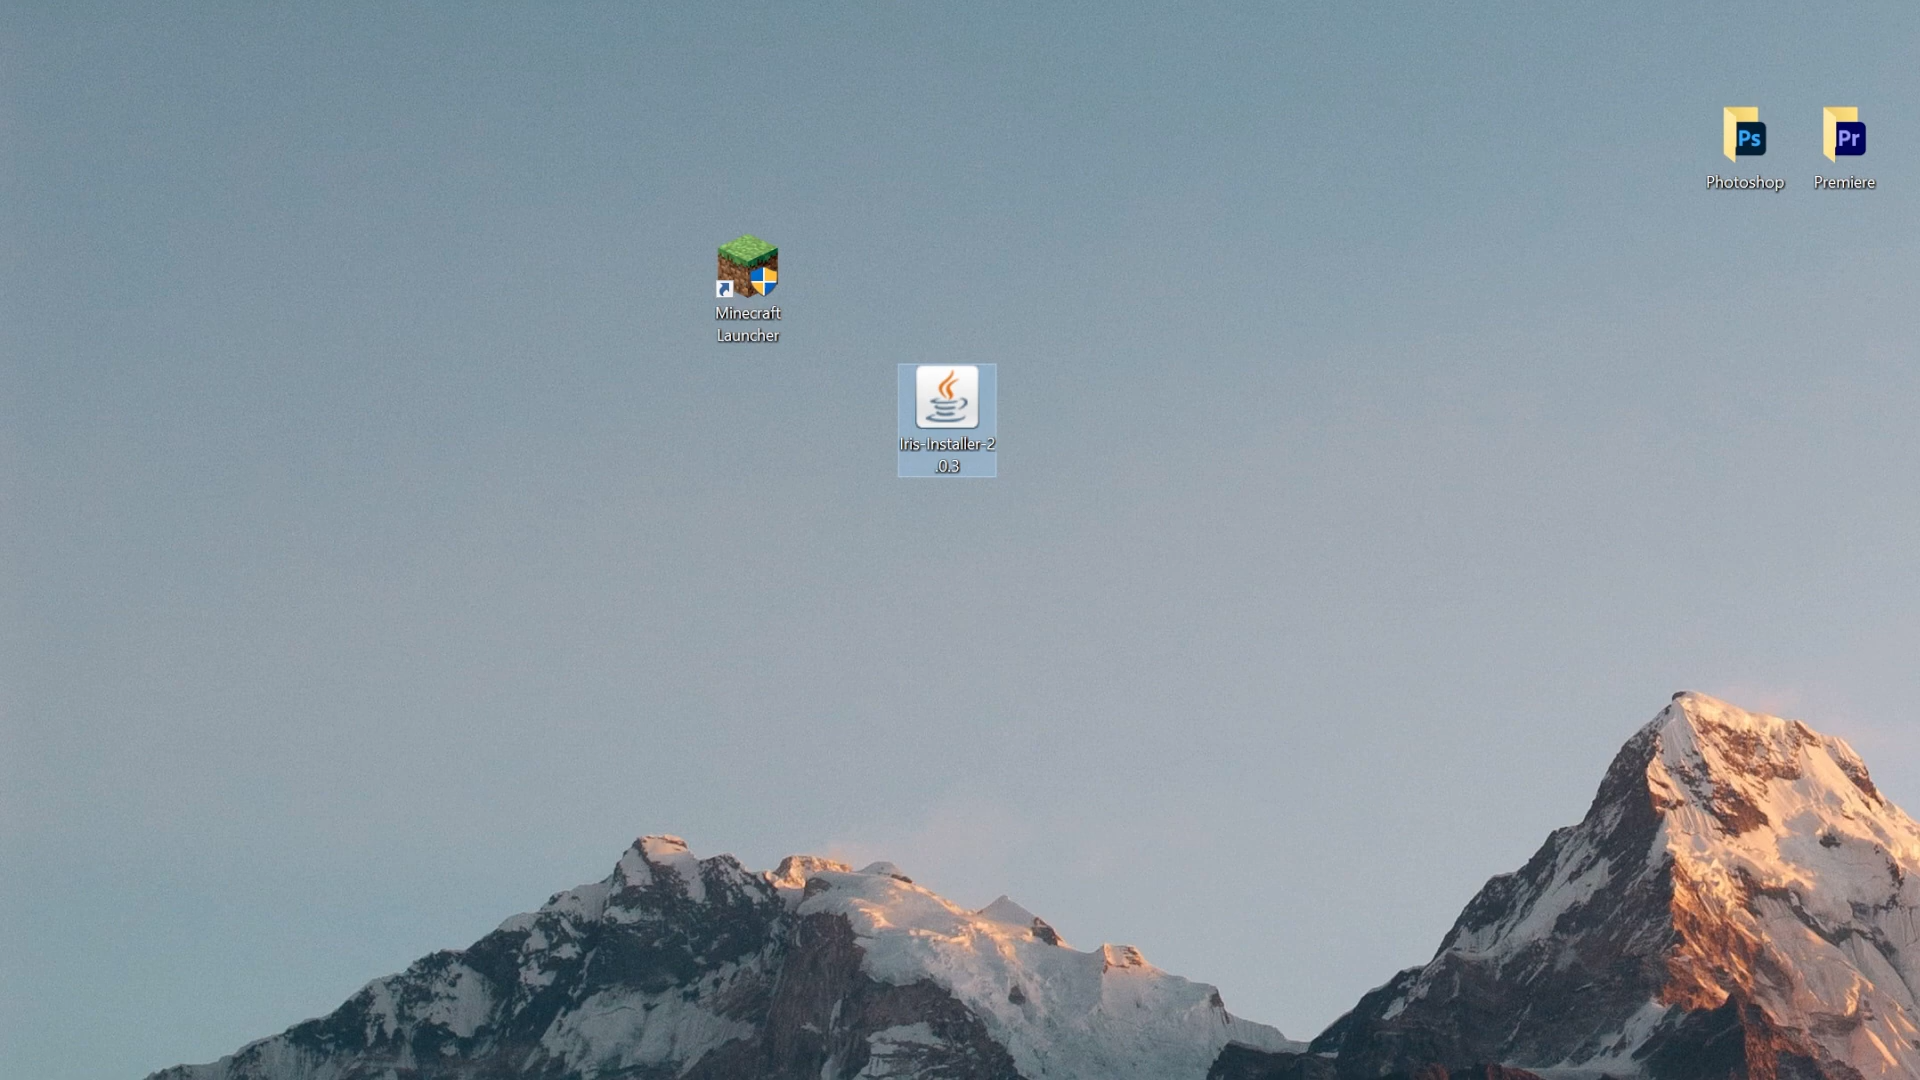 Ps
Pr
Photoshop
Premiere
Minecraft
Launcher
Iris-Installer-2
.0.3